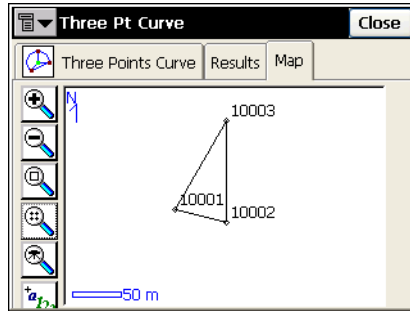 Three Pt Curve Close
Three Points Curve Results Map
N
10003
10001
10002
50 m